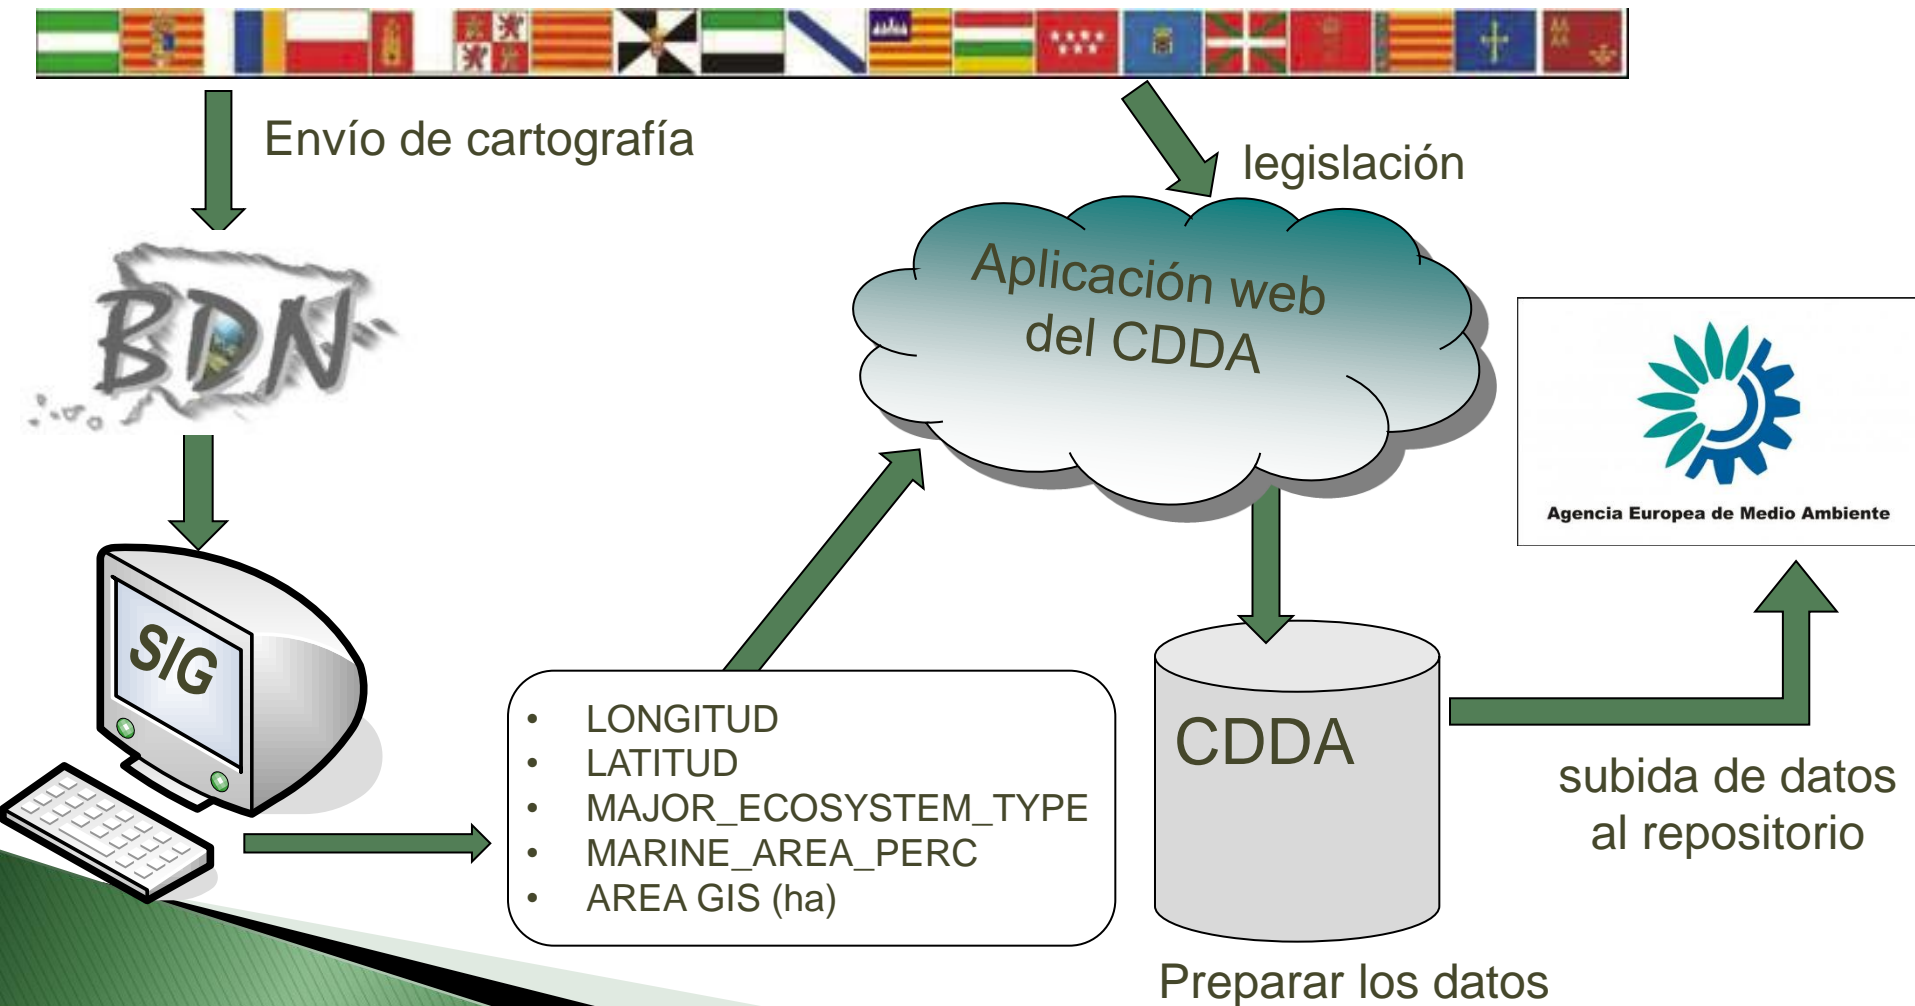 Envío de cartografía
legislación
BDN
Aplicación web
del CDDA
Agencia Europea de Medio Ambiente
SIG
• LONGITUD
• LATITUD
• MAJOR_ECOSYSTEM_TYPE
• MARINE_AREA_PERC
• AREA GIS (ha)
CDDA
subida de datos
al repositorio
Preparar los datos